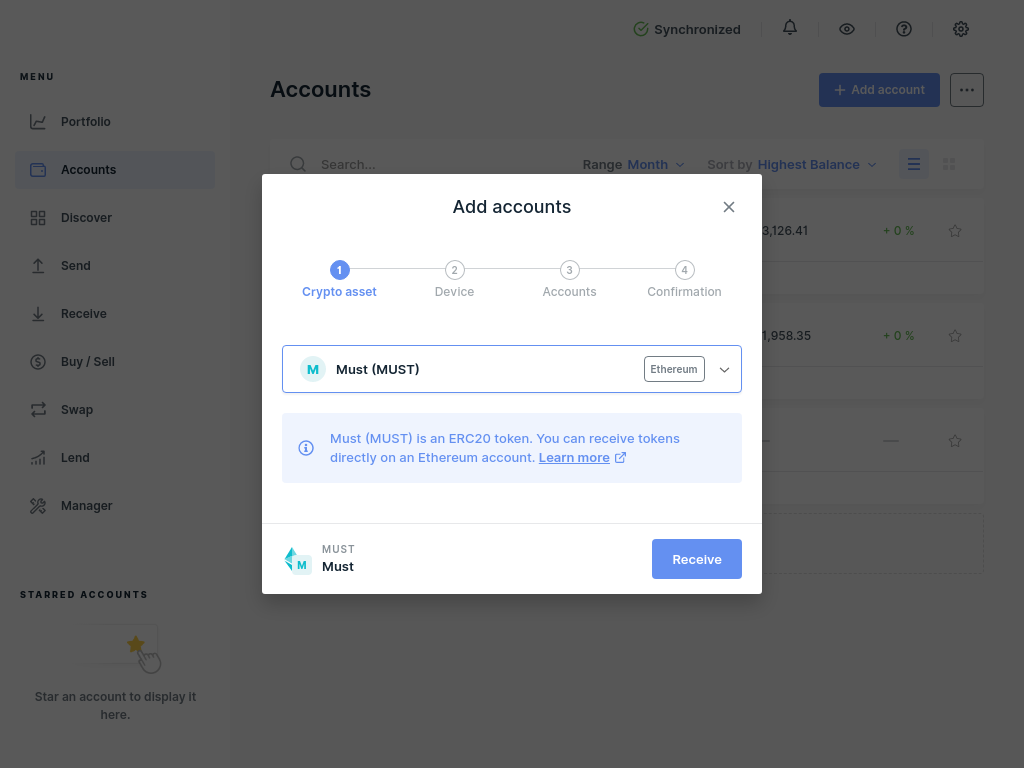 Synchronized
MENU
Portfolio
Accounts
Discover
Send
Receive
Buy / Sell
Swap
Lend
Manager
STARRED ACCOUNTS
Star an account to display it
here.
Accounts
+ Add account
Search...
Range Month
Sort by Highest Balance
3,126.41
+ 0 %
1,958.35
+ 0 %
Add accounts
1
2
3
4
Crypto asset
Device
Accounts
Confirmation
M
Must (MUST)
Ethereum
Must (MUST) is an ERC20 token. You can receive tokens
directly on an Ethereum account. Learn more
M
MUST
Must
Receive